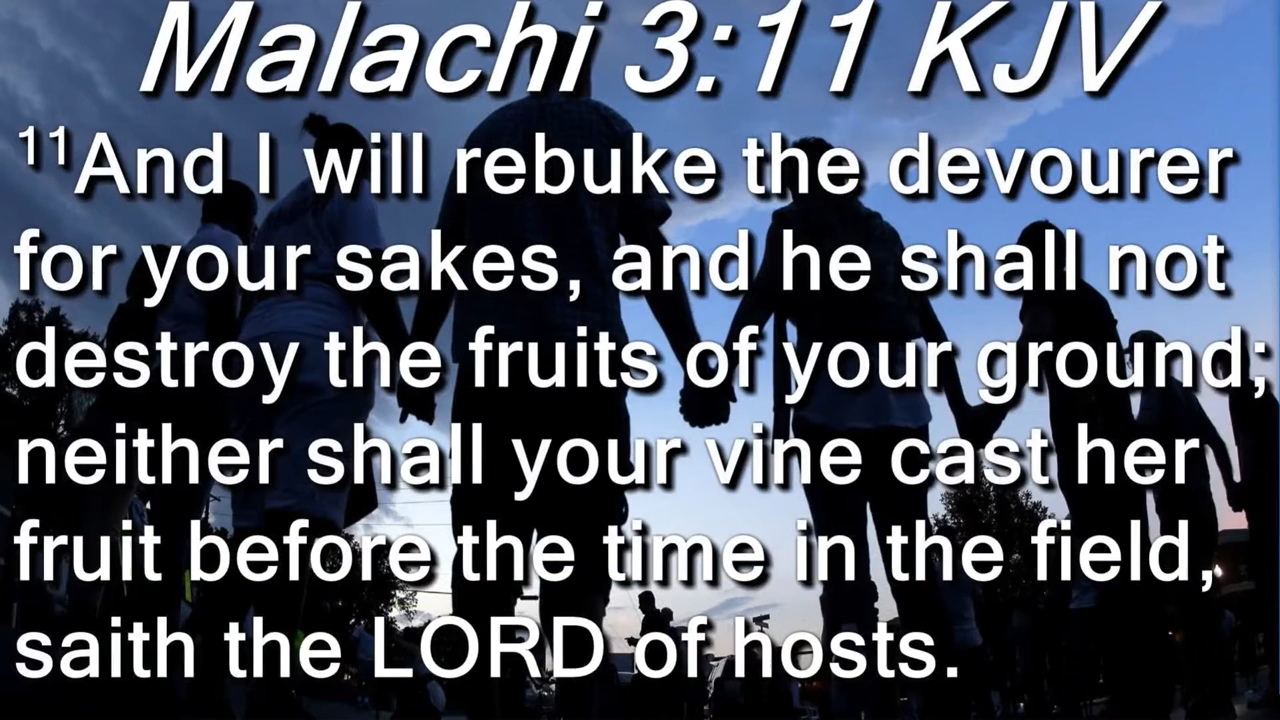 Malachi 3:11 KJV
11And I will rebuke the devourer
for your sakes, and he shall not
destroy the fruits of your ground;
neither shall your vine cast her
fruit before the time in the field,
saith the LORD of hosts.